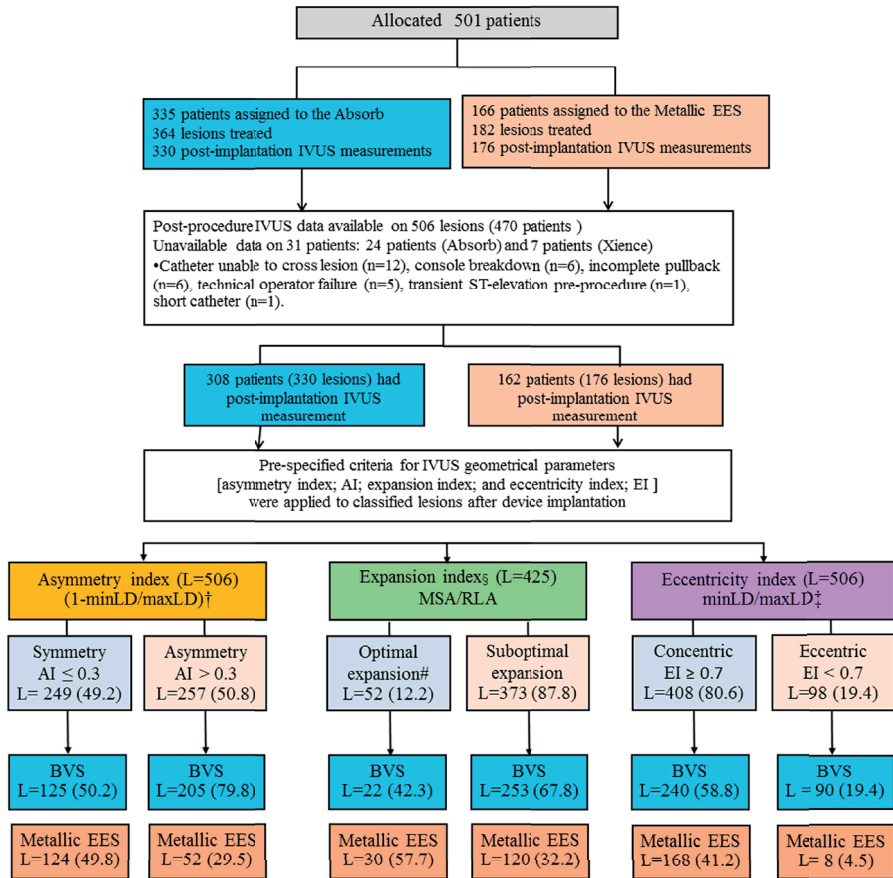 Allocated 501 patients
335 patients assigned to the Absorb
364 lesions treated
330 post-implantation IVUS measurements
166 patients assigned to the Metallic EES
182 lesions treated
176 post-implantation IVUS measurements
Post-procedure IVUS data available on 506 lesions (470 patients )
Unavailable data on 31 patients: 24 patients (Absorb) and 7 patients (Xience)
•Catheter unable to cross lesion (n=12), console breakdown (n=6), incomplete pullback
(n=6), technical operator failure (n=5), transient ST-elevation pre-procedure (n=1),
short catheter (n=1).
308 patients (330 lesions) had
post-implantation IVUS
measurement
162 patients (176 lesions) had
post-implantation IVUS
measurement
Pre-specified criteria for IVUS geometrical parameters
[asymmetry index; AI; expansion index; and eccentricity index; EI ]
were applied to classified lesions after device implantation
Asymmetry index (L=506)
(1-minLD/maxLD)†
Expansion index§ (L=425)
MSA/RLA
Eccentricity index (L=506)
minLD/maxLD‡
Symmetry
AI ≤ 0.3
L= 249 (49.2)
Asymmetry
AI > 0.3
L=257 (50.8)
Optimal
expansion#
L=52 (12.2)
Suboptimal
expansion
L=373 (87.8)
Concentric
EI ≥ 0.7
L=408 (80.6)
Eccentric
EI < 0.7
L=98 (19.4)
BVS
L=125 (50.2)
BVS
L=205 (79.8)
BVS
L=22 (42.3)
BVS
L=253 (67.8)
BVS
L=240 (58.8)
BVS
L = 90 (19.4)
Metallic EES
L=124 (49.8)
Metallic EES
L=52 (29.5)
Metallic EES
L=30 (57.7)
Metallic EES
L=120 (32.2)
Metallic EES
L=168 (41.2)
Metallic EES
L= 8 (4.5)